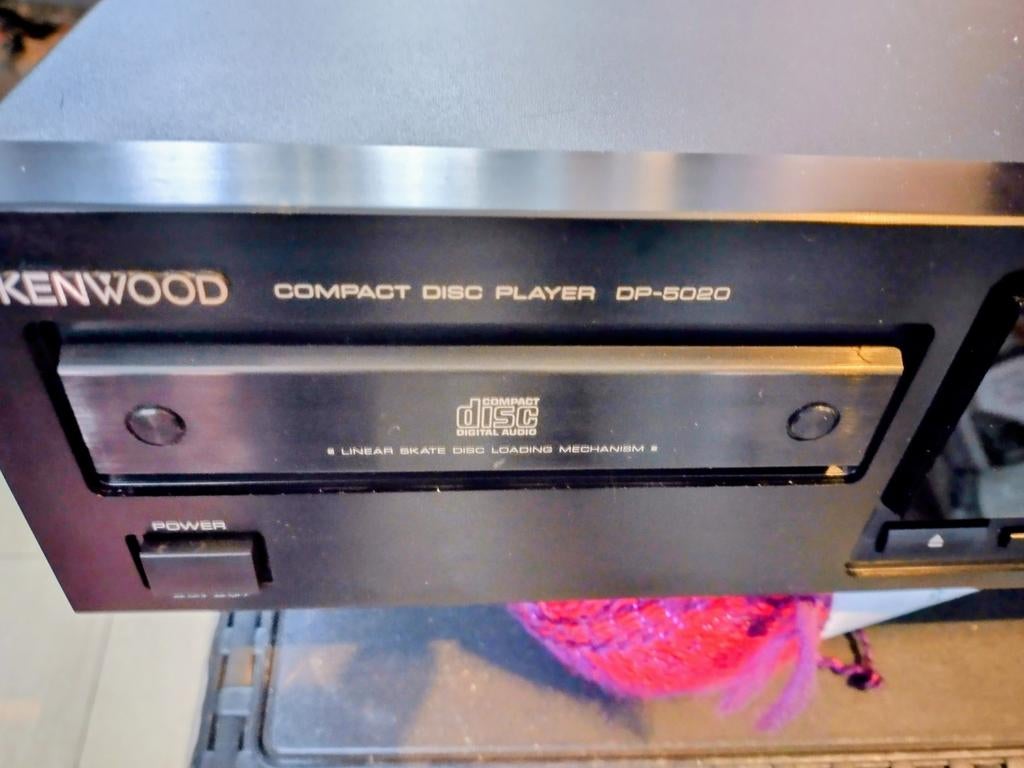 KENWOOD COMPACT DISC PLAYER DP-5020
COMPACT
disc
DIGITAL AUDIO
LINEAR SKATE DISC LOADING MECHANISM
POWER